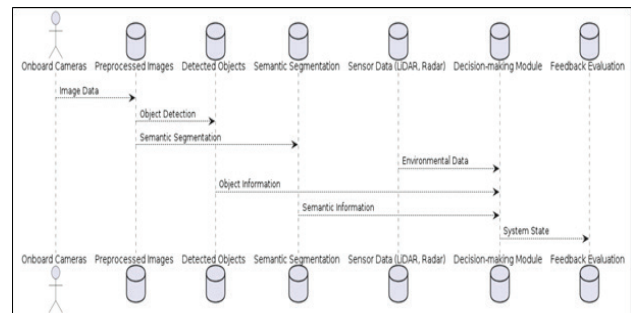 Onboard Cameras Preprocessed Images Detected Objects Semantic Segmentation Sensor Data (LiDAR, Radar) Decision-making Module Feedback Evaluation
Image Data
Object Detection
Semantic Segmentation
Environmental Data
Object Information
Semantic Information
System State
Onboard Cameras Preprocessed Images Detected Objects Semantic Segmentation Sensor Data (LiDAR, Radar) Decision-making Module Feedback Evaluation